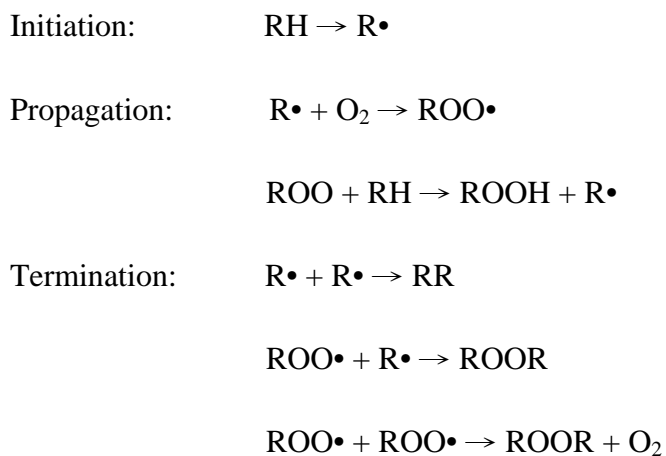 Initiation: RH → R•
Propagation: R• + O₂ → ROO•
ROO + RH → ROOH + R•
Termination: R• + R• → RR
ROO• + R• → ROOR
ROO• + ROO• → ROOR + O₂